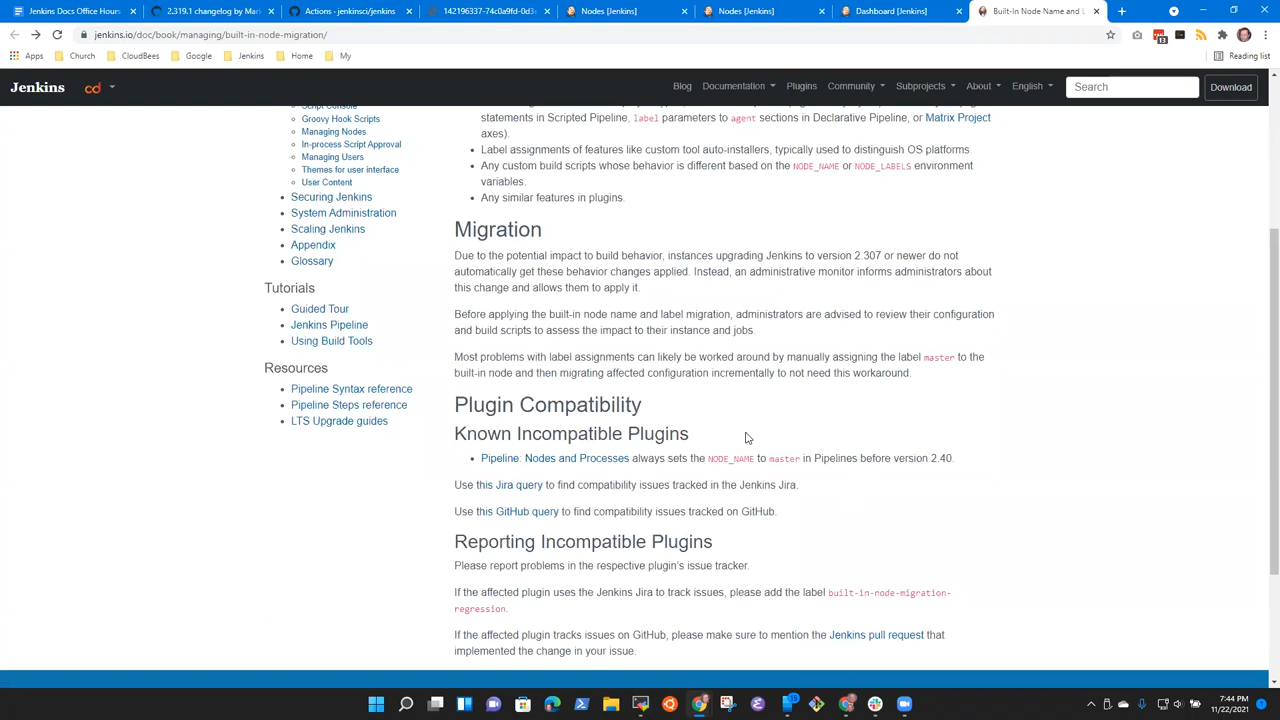 Jenkins Docs Office Hours
2.319.1 changelog by Mark
Actions · jenkinsci/jenkins
142196337-74c0a9fd-0d3
Nodes [Jenkins]
Nodes [Jenkins]
Dashboard [Jenkins]
Built-In Node Name and L
jenkins.io/doc/book/managing/built-in-node-migration/
13
Apps
Church
CloudBees
Google
Jenkins
Home
My
Reading list
Jenkins
cd
Blog
Documentation
Plugins
Community
Subprojects
About
English
Search
Download
Script Console
Groovy Hook Scripts
Managing Nodes
In-process Script Approval
Managing Users
Themes for user interface
User Content
Securing Jenkins
System Administration
Scaling Jenkins
Appendix
Glossary
Tutorials
Guided Tour
Jenkins Pipeline
Using Build Tools
Resources
Pipeline Syntax reference
Pipeline Steps reference
LTS Upgrade guides
statements in Scripted Pipeline, label parameters to agent sections in Declarative Pipeline, or Matrix Project
axes).
Label assignments of features like custom tool auto-installers, typically used to distinguish OS platforms.
Any custom build scripts whose behavior is different based on the NODE_NAME or NODE_LABELS environment
variables.
Any similar features in plugins.
Migration
Due to the potential impact to build behavior, instances upgrading Jenkins to version 2.307 or newer do not
automatically get these behavior changes applied. Instead, an administrative monitor informs administrators about
this change and allows them to apply it.
Before applying the built-in node name and label migration, administrators are advised to review their configuration
and build scripts to assess the impact to their instance and jobs.
Most problems with label assignments can likely be worked around by manually assigning the label master to the
built-in node and then migrating affected configuration incrementally to not need this workaround.
Plugin Compatibility
Known Incompatible Plugins
Pipeline: Nodes and Processes always sets the NODE_NAME to master in Pipelines before version 2.40.
Use this Jira query to find compatibility issues tracked in the Jenkins Jira.
Use this GitHub query to find compatibility issues tracked on GitHub.
Reporting Incompatible Plugins
Please report problems in the respective plugin's issue tracker.
If the affected plugin uses the Jenkins Jira to track issues, please add the label built-in-node-migration-
regression.
If the affected plugin tracks issues on GitHub, please make sure to mention the Jenkins pull request that
implemented the change in your issue.
7:44 PM
11/22/2021